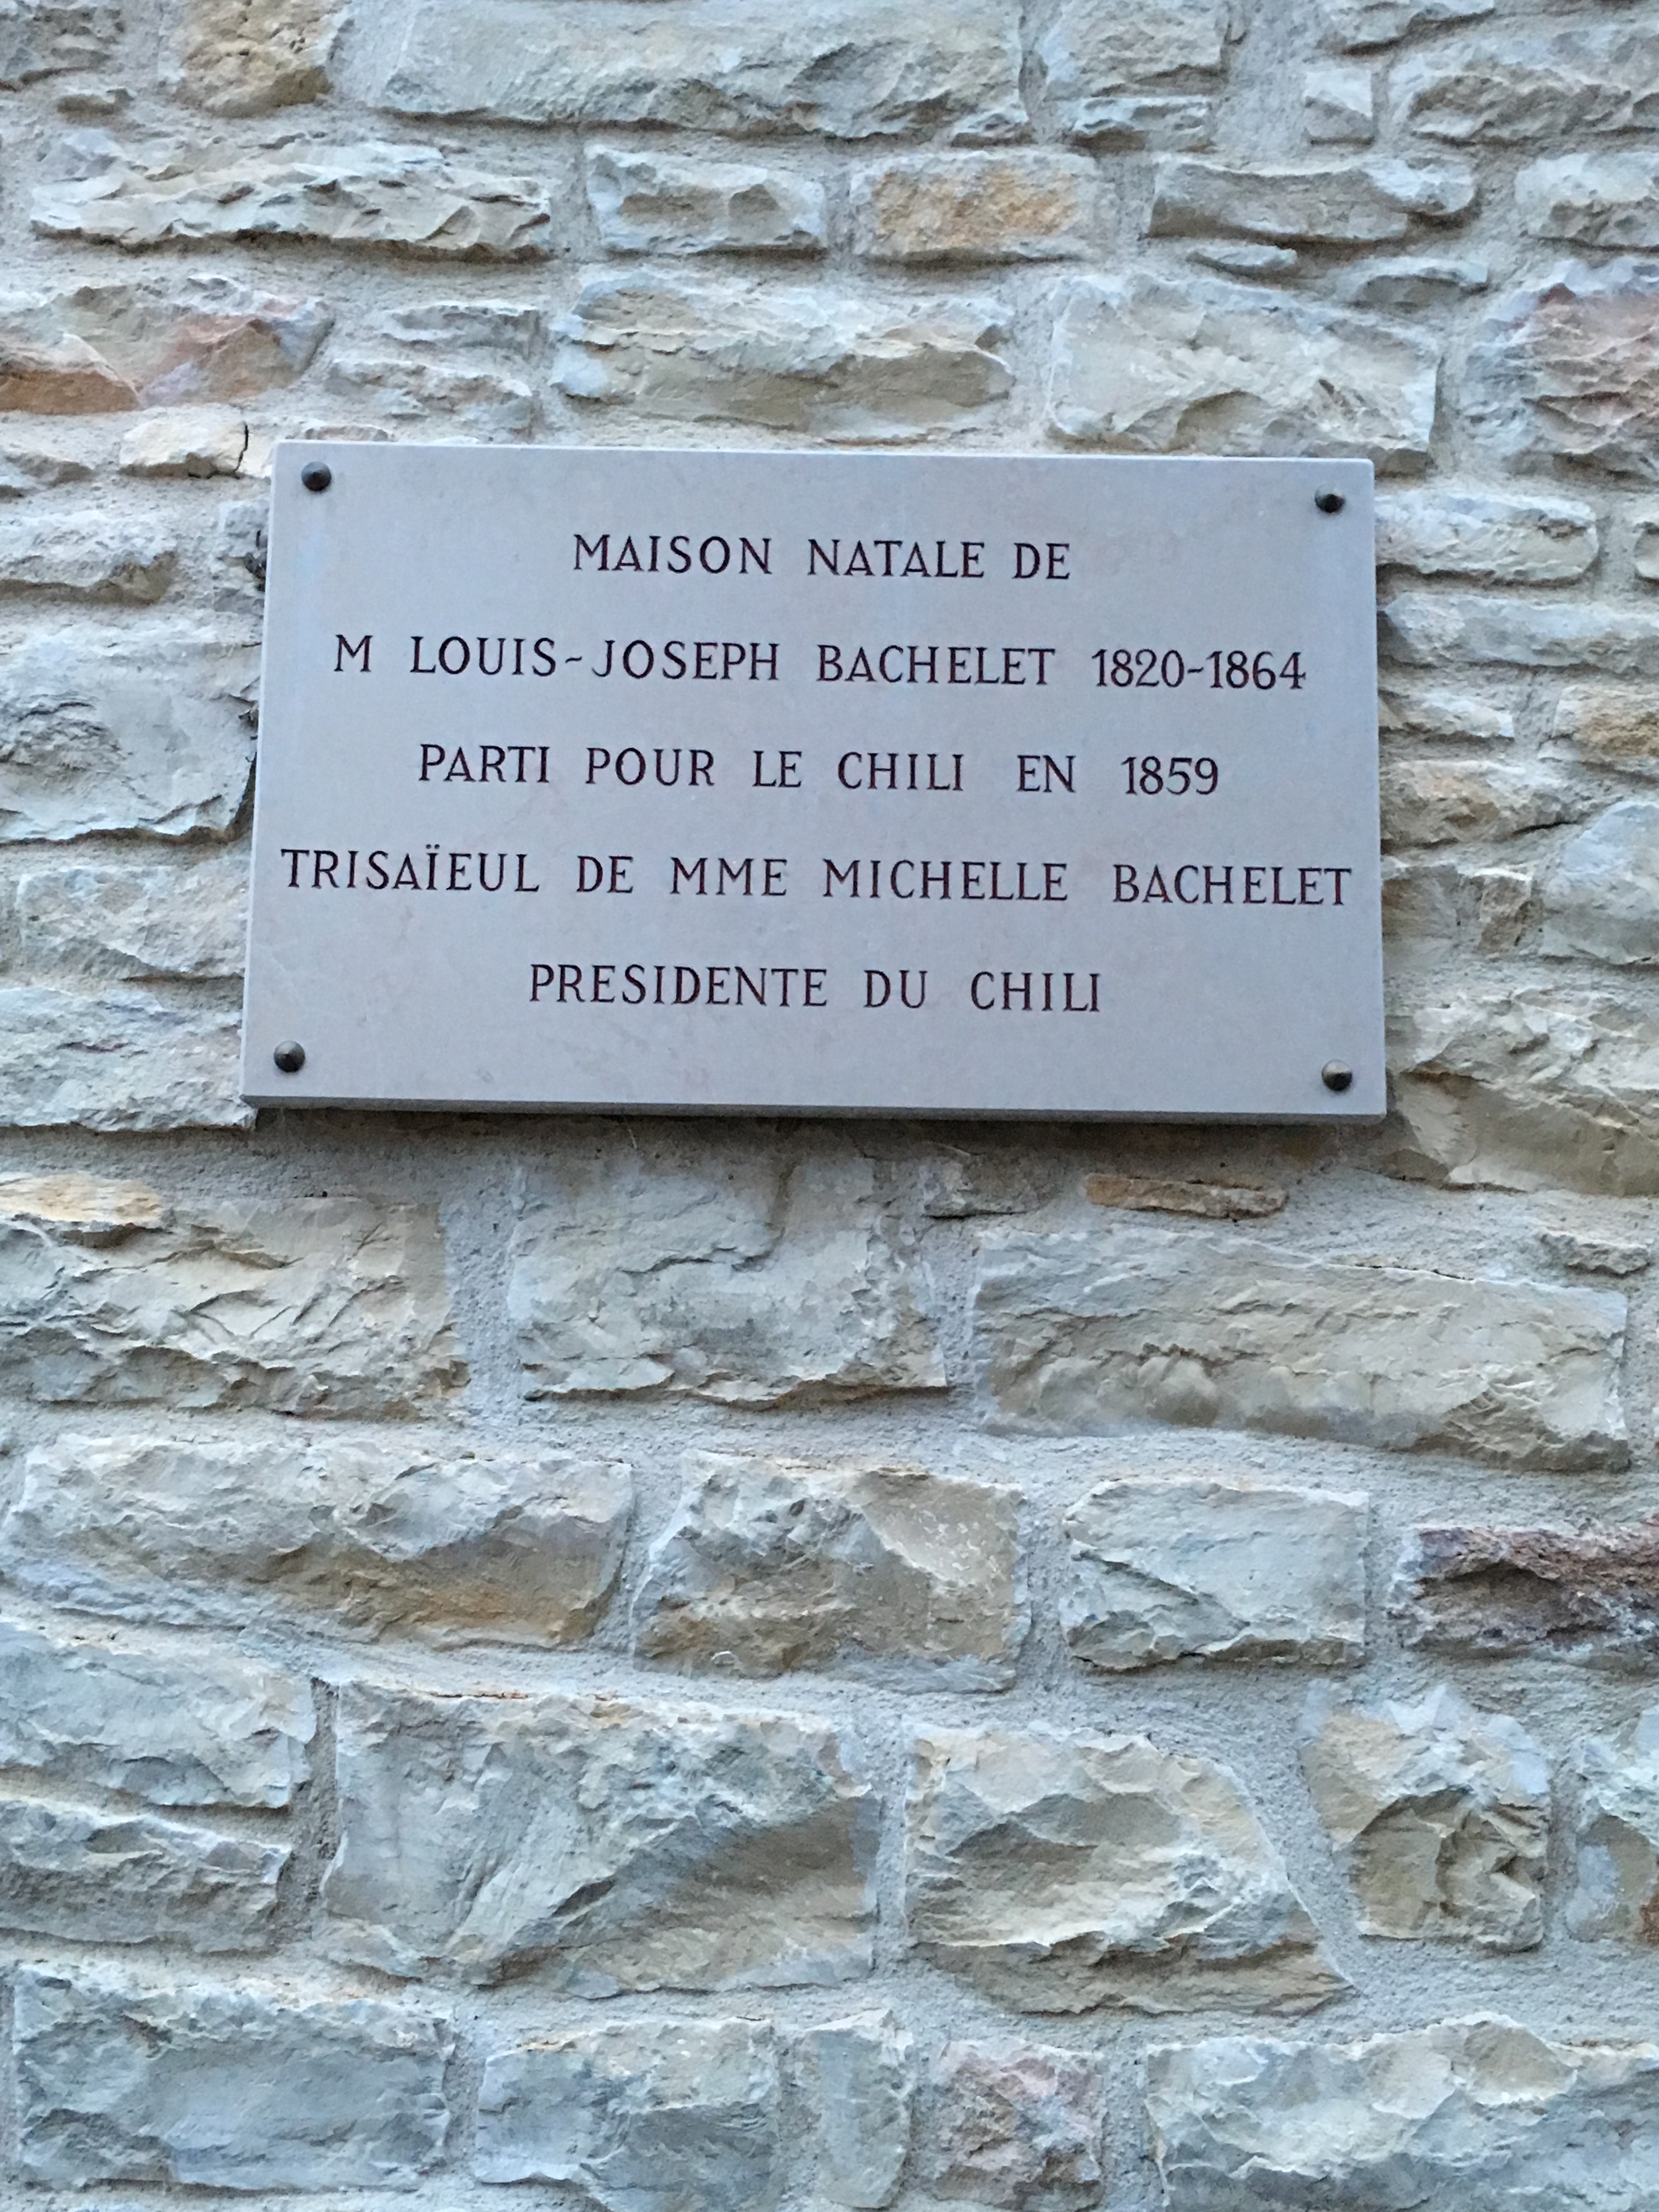 MAISON NATALE DE
M LOUIS-JOSEPH BACHELET 1820-1864
PARTI POUR LE CHILI EN 1859
TRISAÏEUL DE MME MICHELLE BACHELET
PRESIDENTE DU CHILI